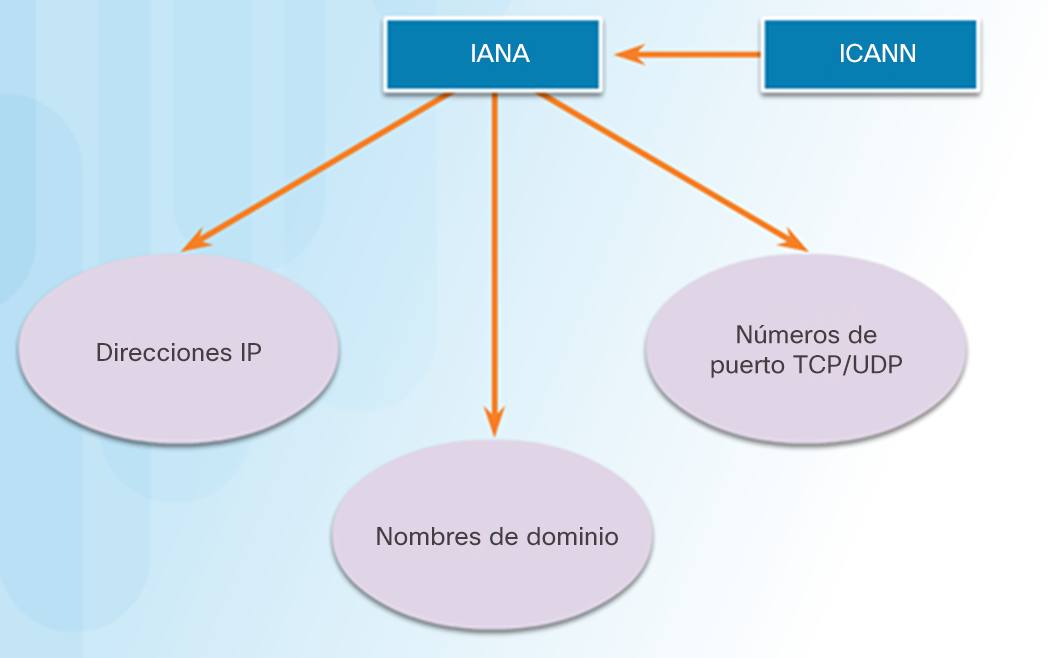 IANA
ICANN
Direcciones IP
Números de
puerto TCP/UDP
Nombres de dominio